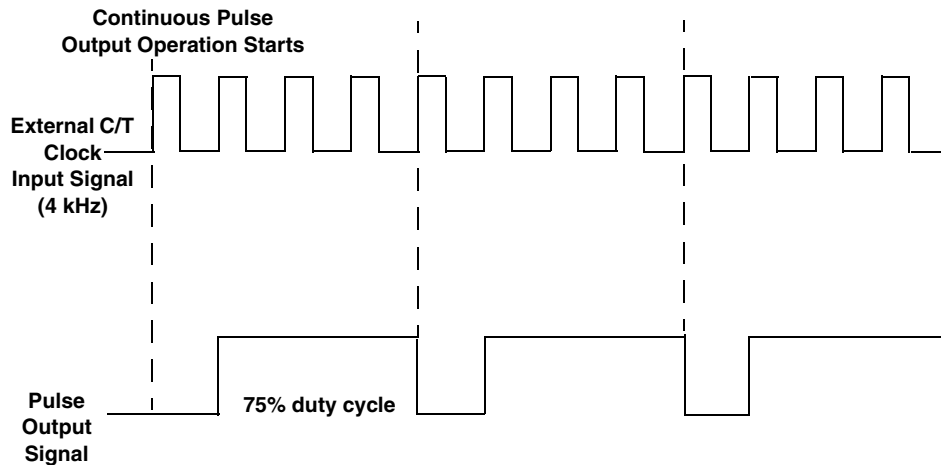 Continuous Pulse
Output Operation Starts
External C/T
Clock
Input Signal
(4 kHz)
75% duty cycle
Pulse
Output
Signal